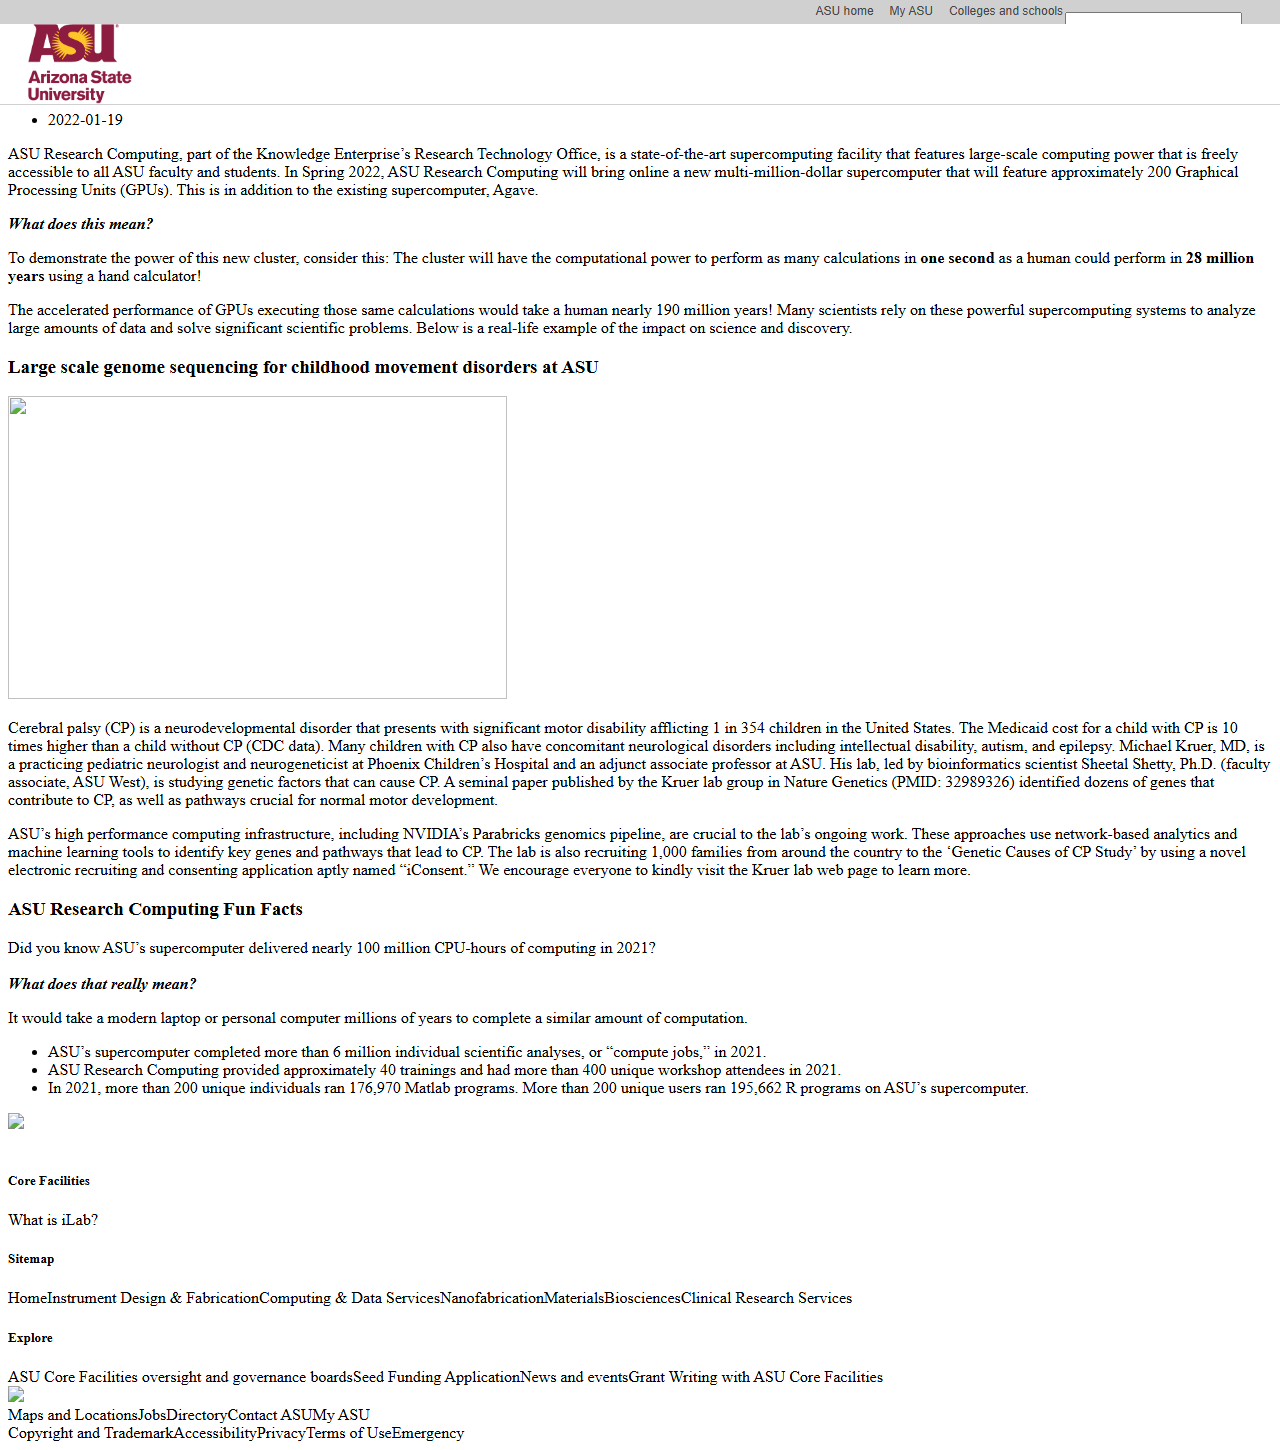 ASU home My ASU Colleges and schools
ASU
Arizona State
University
2022-01-19
ASU Research Computing, part of the Knowledge Enterprise’s Research Technology Office, is a state-of-the-art supercomputing facility that features large-scale computing power that is freely
accessible to all ASU faculty and students. In Spring 2022, ASU Research Computing will bring online a new multi-million-dollar supercomputer that will feature approximately 200 Graphical
Processing Units (GPUs). This is in addition to the existing supercomputer, Agave.
What does this mean?
To demonstrate the power of this new cluster, consider this: The cluster will have the computational power to perform as many calculations in one second as a human could perform in 28 million
years using a hand calculator!
The accelerated performance of GPUs executing those same calculations would take a human nearly 190 million years! Many scientists rely on these powerful supercomputing systems to analyze
large amounts of data and solve significant scientific problems. Below is a real-life example of the impact on science and discovery.
Large scale genome sequencing for childhood movement disorders at ASU
Cerebral palsy (CP) is a neurodevelopmental disorder that presents with significant motor disability afflicting 1 in 354 children in the United States. The Medicaid cost for a child with CP is 10
times higher than a child without CP (CDC data). Many children with CP also have concomitant neurological disorders including intellectual disability, autism, and epilepsy. Michael Kruer, MD, is
a practicing pediatric neurologist and neurogeneticist at Phoenix Children’s Hospital and an adjunct associate professor at ASU. His lab, led by bioinformatics scientist Sheetal Shetty, Ph.D. (faculty
associate, ASU West), is studying genetic factors that can cause CP. A seminal paper published by the Kruer lab group in Nature Genetics (PMID: 32989326) identified dozens of genes that
contribute to CP, as well as pathways crucial for normal motor development.
ASU’s high performance computing infrastructure, including NVIDIA’s Parabricks genomics pipeline, are crucial to the lab’s ongoing work. These approaches use network-based analytics and
machine learning tools to identify key genes and pathways that lead to CP. The lab is also recruiting 1,000 families from around the country to the ‘Genetic Causes of CP Study’ by using a novel
electronic recruiting and consenting application aptly named “iConsent.” We encourage everyone to kindly visit the Kruer lab web page to learn more.
ASU Research Computing Fun Facts
Did you know ASU’s supercomputer delivered nearly 100 million CPU-hours of computing in 2021?
What does that really mean?
It would take a modern laptop or personal computer millions of years to complete a similar amount of computation.
ASU’s supercomputer completed more than 6 million individual scientific analyses, or “compute jobs,” in 2021.
ASU Research Computing provided approximately 40 trainings and had more than 400 unique workshop attendees in 2021.
In 2021, more than 200 unique individuals ran 176,970 Matlab programs. More than 200 unique users ran 195,662 R programs on ASU’s supercomputer.
Core Facilities
What is iLab?
Sitemap
HomeInstrument Design & FabricationComputing & Data ServicesNanofabricationMaterialsBiosciencesClinical Research Services
Explore
ASU Core Facilities oversight and governance boardsSeed Funding ApplicationNews and eventsGrant Writing with ASU Core Facilities
Maps and LocationsJobsDirectoryContact ASUMy ASU
Copyright and TrademarkAccessibilityPrivacyTerms of UseEmergency